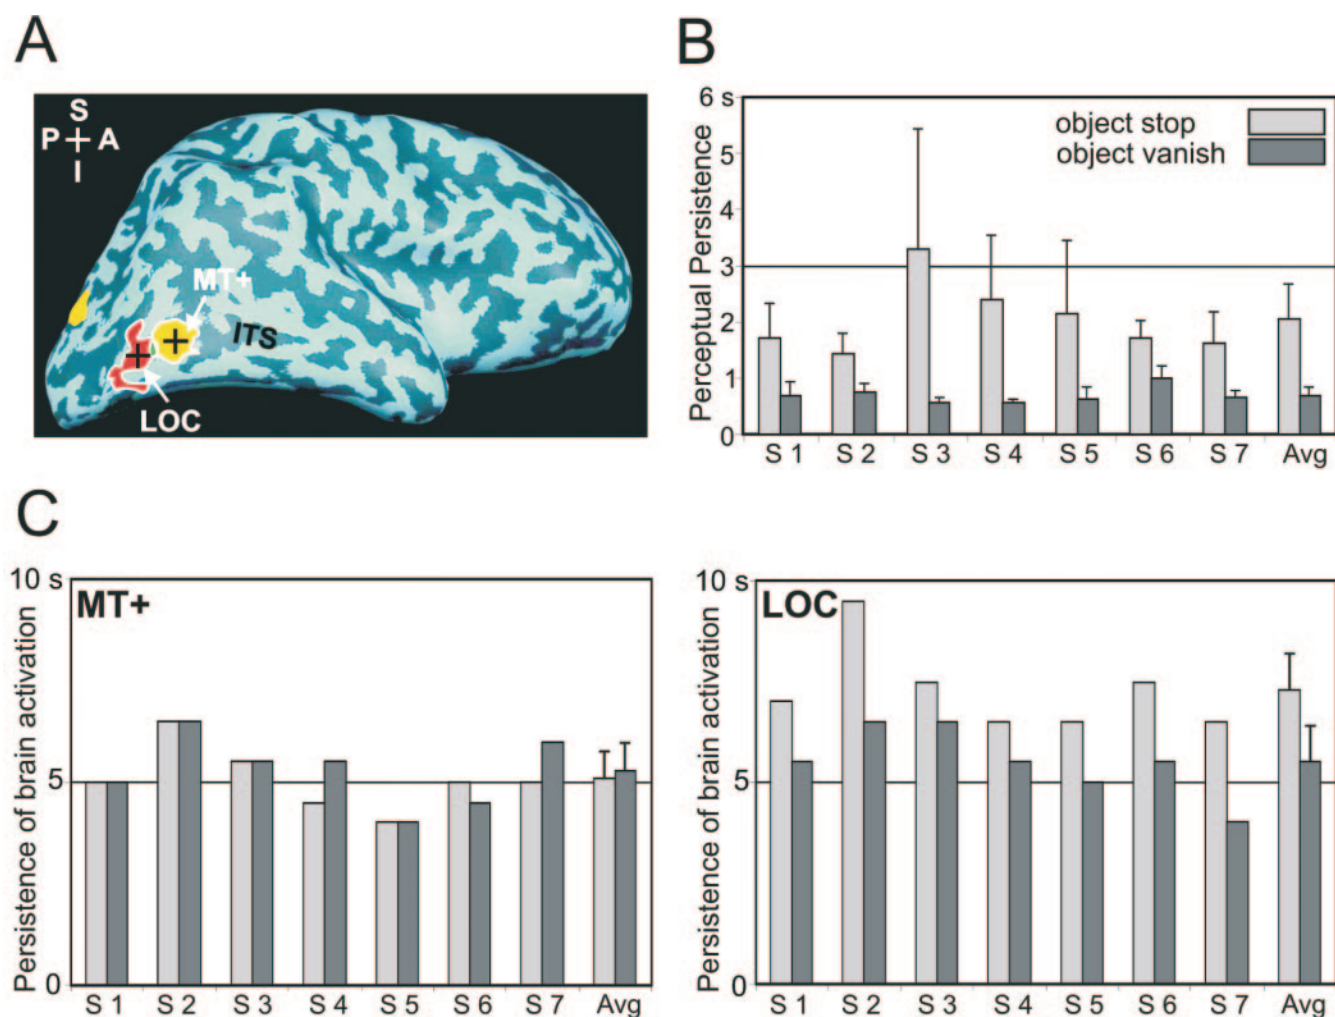 A
S
P A
I
MT+
ITS
LOC
B
Perceptual Persistence
6 s
5
4
3
2
1
0
object stop
object vanish
S 1 S 2 S 3 S 4 S 5 S 6 S 7 Avg
C
Persistence of brain activation
10 s
5
0
MT+
S 1 S 2 S 3 S 4 S 5 S 6 S 7 Avg
Persistence of brain activation
10 s
5
0
LOC
S 1 S 2 S 3 S 4 S 5 S 6 S 7 Avg